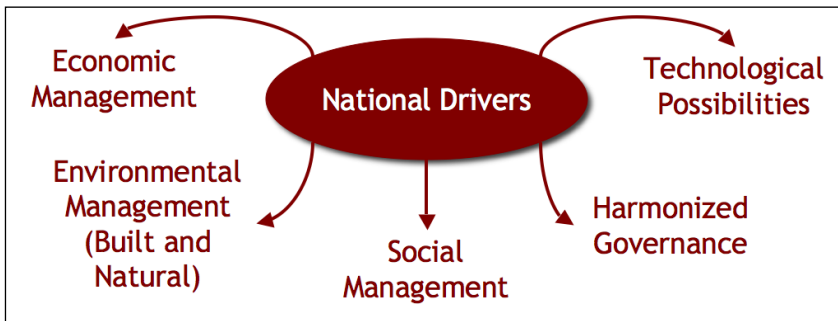 National Drivers
Economic
Management
Technological
Possibilities
Environmental
Management
(Built and
Natural)
Social
Management
Harmonized
Governance